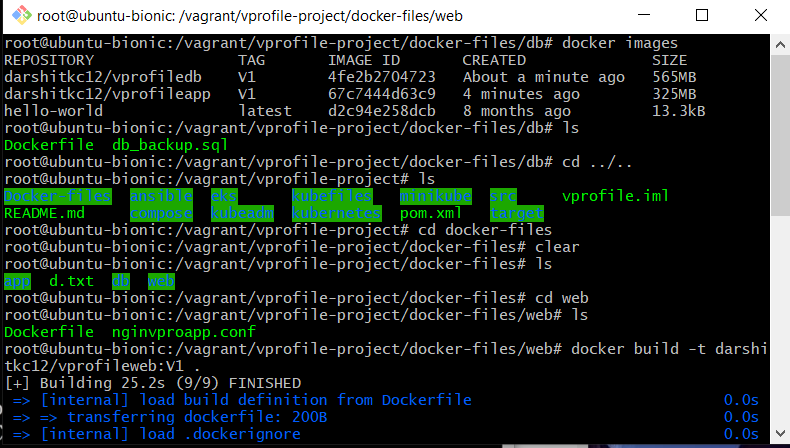 root@ubuntu-bionic: /vagrant/vprofile-project/docker-files/web
root@ubuntu-bionic:/vagrant/vprofile-project/docker-files/db# docker images
REPOSITORY TAG IMAGE ID CREATED SIZE
darshitkc12/vprofiledb V1 4fe2b2704723 About a minute ago 565MB
darshitkc12/vprofileapp V1 67c7444d63c9 4 minutes ago 325MB
hello-world latest d2c94e258dcb 8 months ago 13.3kB
root@ubuntu-bionic:/vagrant/vprofile-project/docker-files/db# ls
Dockerfile db_backup.sql
root@ubuntu-bionic:/vagrant/vprofile-project/docker-files/db# cd ../..
root@ubuntu-bionic:/vagrant/vprofile-project# ls
Docker-files ansible eks kubefiles minikube src vprofile.iml
README.md compose kubeadm kubernetes pom.xml target
root@ubuntu-bionic:/vagrant/vprofile-project# cd docker-files
root@ubuntu-bionic:/vagrant/vprofile-project/docker-files# clear
root@ubuntu-bionic:/vagrant/vprofile-project/docker-files# ls
app d.txt db web
root@ubuntu-bionic:/vagrant/vprofile-project/docker-files# cd web
root@ubuntu-bionic:/vagrant/vprofile-project/docker-files/web# ls
Dockerfile nginvproapp.conf
root@ubuntu-bionic:/vagrant/vprofile-project/docker-files/web# docker build -t darshi
tkc12/vprofileweb:V1 .
[+] Building 25.2s (9/9) FINISHED
=> [internal] load build definition from Dockerfile 0.0s
=> => transferring dockerfile: 200B 0.0s
=> [internal] load .dockerignore 0.0s